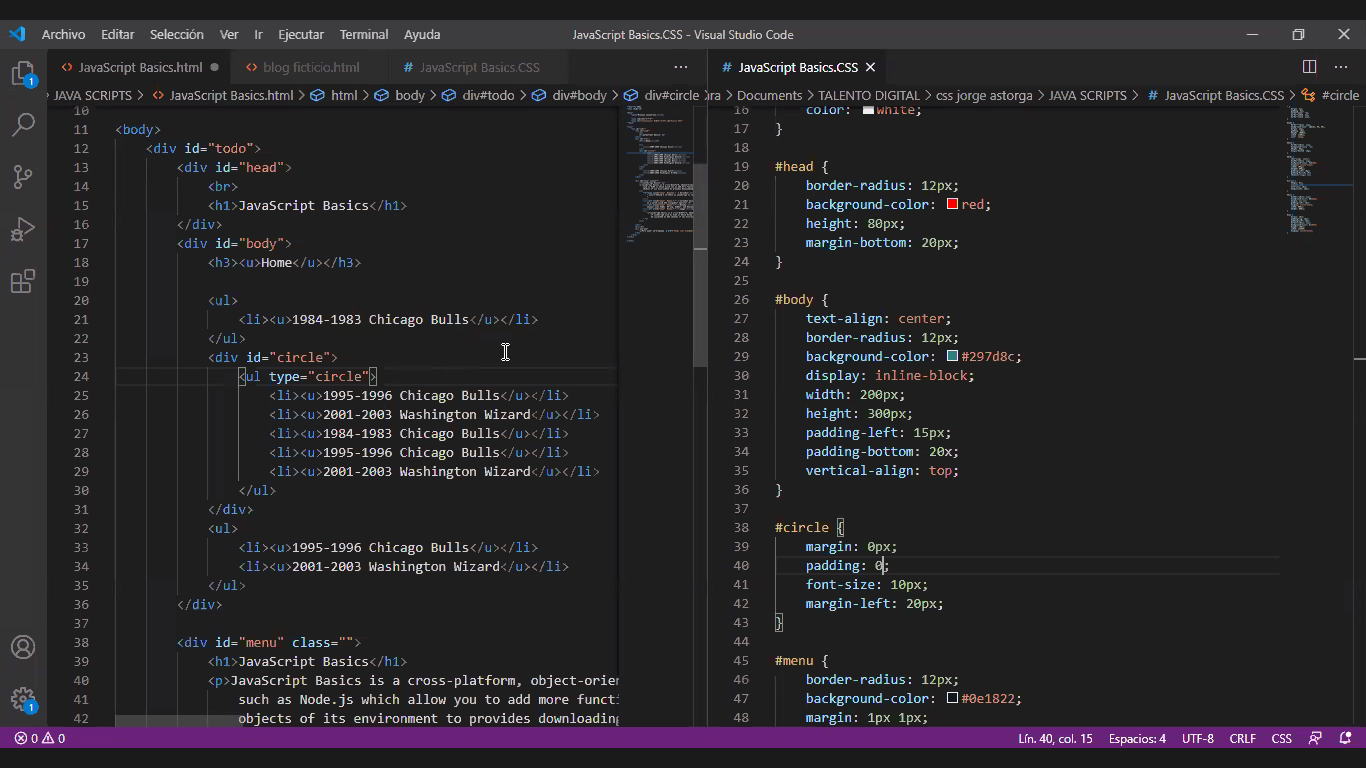 Archivo Editar Selección Ver Ir Ejecutar Terminal Ayuda JavaScript Basics.CSS - Visual Studio Code
JavaScript Basics.html blog ficticio.html # JavaScript Basics.CSS
JAVA SCRIPTS > JavaScript Basics.html > html > body > div#todo > div#body > div#circle
10
11 <body>
12 <div id="todo">
13 <div id="head">
14 <br>
15 <h1>JavaScript Basics</h1>
16 </div>
17 <div id="body">
18 <h3><u>Home</u></h3>
19
20 <ul>
21 <li><u>1984-1983 Chicago Bulls</u></li>
22 </ul>
23 <div id="circle">
24 <ul type="circle">
25 <li><u>1995-1996 Chicago Bulls</u></li>
26 <li><u>2001-2003 Washington Wizard</u></li>
27 <li><u>1984-1983 Chicago Bulls</u></li>
28 <li><u>1995-1996 Chicago Bulls</u></li>
29 <li><u>2001-2003 Washington Wizard</u></li>
30 </ul>
31 </div>
32 <ul>
33 <li><u>1995-1996 Chicago Bulls</u></li>
34 <li><u>2001-2003 Washington Wizard</u></li>
35 </ul>
36 </div>
37
38 <div id="menu" class="">
39 <h1>JavaScript Basics</h1>
40 <p>JavaScript Basics is a cross-platform, object-orien
41 such as Node.js which allow you to add more functi
42 objects of its environment to provides downloading
# JavaScript Basics.CSS
ra > Documents > TALENTO DIGITAL > css jorge astorga > JAVA SCRIPTS > # JavaScript Basics.CSS > #circle
16 color: white;
17 }
18
19 #head {
20 border-radius: 12px;
21 background-color: red;
22 height: 80px;
23 margin-bottom: 20px;
24 }
25
26 #body {
27 text-align: center;
28 border-radius: 12px;
29 background-color: #297d8c;
30 display: inline-block;
31 width: 200px;
32 height: 300px;
33 padding-left: 15px;
34 padding-bottom: 20x;
35 vertical-align: top;
36 }
37
38 #circle {
39 margin: 0px;
40 padding: 0;
41 font-size: 10px;
42 margin-left: 20px;
43 }
44
45 #menu {
46 border-radius: 12px;
47 background-color: #0e1822;
48 margin: 1px 1px;
1
1
0 0 Lín. 40, col. 15 Espacios: 4 UTF-8 CRLF CSS